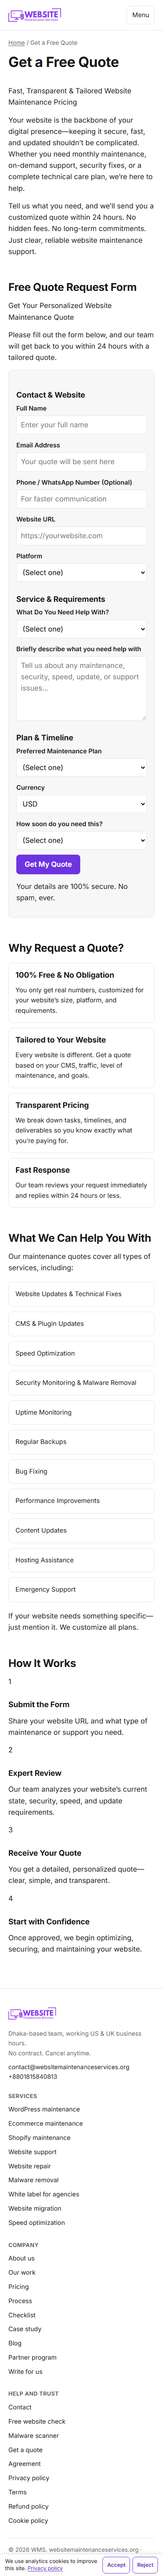 WEBSITE
Menu
Home / Get a Free Quote
Get a Free Quote
Fast, Transparent & Tailored Website
Maintenance Pricing
Your website is the backbone of your
digital presence—keeping it secure, fast,
and updated shouldn't be complicated.
Whether you need monthly maintenance,
on-demand support, security fixes, or a
complete technical care plan, we're here to
help.
Tell us what you need, and we'll send you a
customized quote within 24 hours. No
hidden fees. No long-term commitments.
Just clear, reliable website maintenance
support.
Free Quote Request Form
Get Your Personalized Website
Maintenance Quote
Please fill out the form below, and our team
will get back to you within 24 hours with a
tailored quote.
Contact & Website
Full Name
Enter your full name
Email Address
Your quote will be sent here
Phone / WhatsApp Number (Optional)
For faster communication
Website URL
https://yourwebsite.com
Platform
(Select one)
Service & Requirements
What Do You Need Help With?
(Select one)
Briefly describe what you need help with
Tell us about any maintenance,
security, speed, update, or support
issues...
Plan & Timeline
Preferred Maintenance Plan
(Select one)
Currency
USD
How soon do you need this?
(Select one)
Get My Quote
Your details are 100% secure. No
spam, ever.
Why Request a Quote?
100% Free & No Obligation
You only get real numbers, customized for
your website's size, platform, and
requirements.
Tailored to Your Website
Every website is different. Get a quote
based on your CMS, traffic, level of
maintenance, and goals.
Transparent Pricing
We break down tasks, timelines, and
deliverables so you know exactly what
you're paying for.
Fast Response
Our team reviews your request immediately
and replies within 24 hours or less.
What We Can Help You With
Our maintenance quotes cover all types of
services, including:
Website Updates & Technical Fixes
CMS & Plugin Updates
Speed Optimization
Security Monitoring & Malware Removal
Uptime Monitoring
Regular Backups
Bug Fixing
Performance Improvements
Content Updates
Hosting Assistance
Emergency Support
If your website needs something specific—
just mention it. We customize all plans.
How It Works
1
Submit the Form
Share your website URL and what type of
maintenance or support you need.
2
Expert Review
Our team analyzes your website's current
state, security, speed, and update
requirements.
3
Receive Your Quote
You get a detailed, personalized quote—
clear, simple, and transparent.
4
Start with Confidence
Once approved, we begin optimizing,
securing, and maintaining your website.
WEBSITE
Dhaka-based team, working US & UK business
hours.
No contract. Cancel anytime.
contact@websitemaintenanceservices.org
+8801815840813
SERVICES
WordPress maintenance
Ecommerce maintenance
Shopify maintenance
Website support
Website repair
Malware removal
White label for agencies
Website migration
Speed optimization
COMPANY
About us
Our work
Pricing
Process
Checklist
Case study
Blog
Partner program
Write for us
HELP AND TRUST
Contact
Free website check
Malware scanner
Get a quote
Agreement
Privacy policy
Terms
Refund policy
Cookie policy
© 2026 WMS. websitemaintenanceservices.org ·
We use analytics cookies to improve
this site. Privacy policy
Accept
Reject